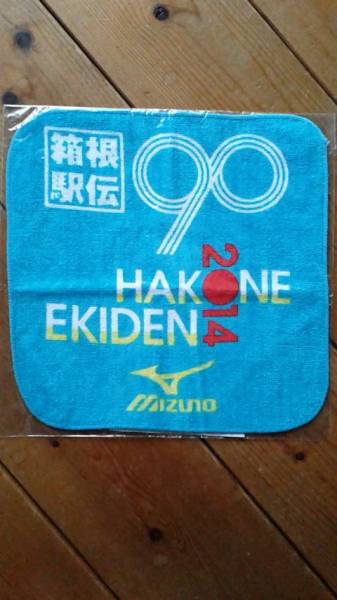 箱根
駅伝
90
HAKONE
EKIDEN
2014
mizuno